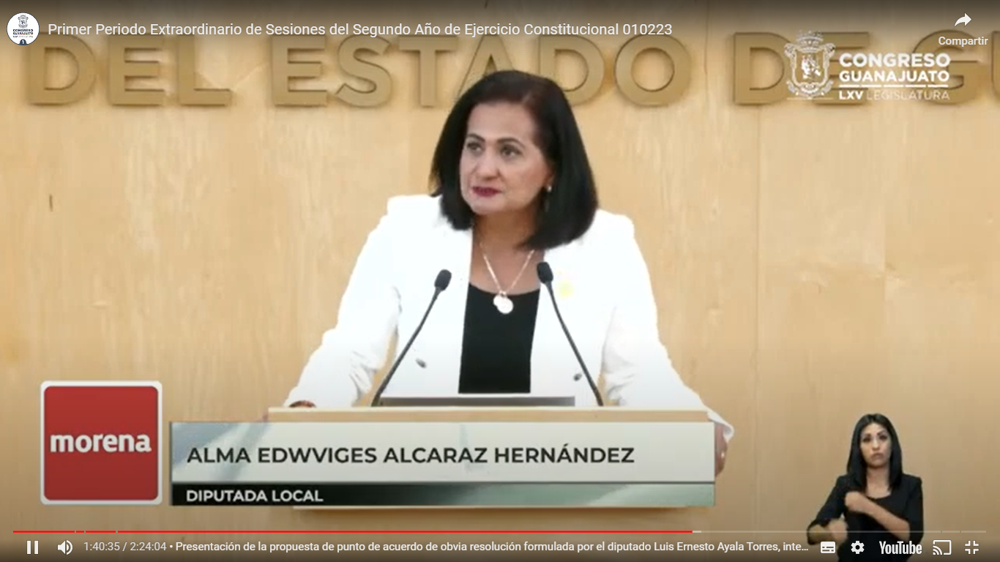 Primer Periodo Extraordinario de Sesiones del Segundo Año de Ejercicio Constitucional 010223
Compartir
DEL ESTADO DE GU
CONGRESO
GUANAJUATO
LXV LEGISLATURA
morena
ALMA EDWVIGES ALCARAZ HERNÁNDEZ
DIPUTADA LOCAL
1:40:35 / 2:24:04 • Presentación de la propuesta de punto de acuerdo de obvia resolución formulada por el diputado Luis Ernesto Ayala Torres, inte...
YouTube